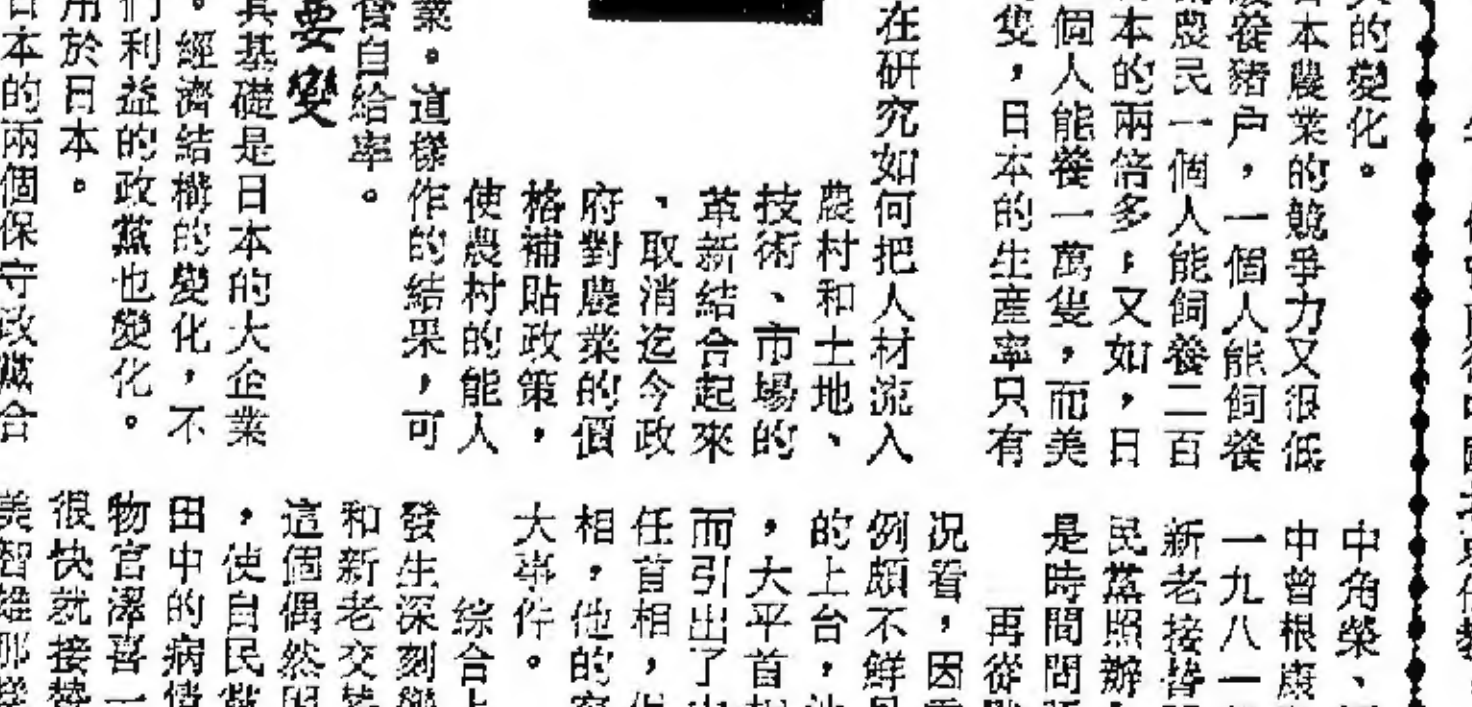 的變化。
本農業的競爭力又很低
養豬户，一個人能飼養
農民一個人能飼養二百
本的兩倍多；又如，日
個人能養一萬隻，而美
隻，日本的生産率只有
在研究如何把人材流入
農村和土地、
技術、市場的
革新結合起來
、取消迄今政
府對農業的價
格補貼政策，
使農村的能人
業。這樣作的結果，可
自給率。
要變
其基礎是日本的大企業
。經濟結構的變化，不
們利益的政黨也變化。
用於日本。
日本的兩個保守政黨合
中角榮、
中曾根康
一九八一
新老接替
民黨照辦
是時間問
再從
况看，因
例頗不鮮
的上台，
，大平首相
而引出了
任首相，
相，他的
大事件。
綜合上
發生深刻變
和新老交替
這個偶然因
，使自民黨
田中的病情
物官澤喜一
很快就接替
美智雄那樣